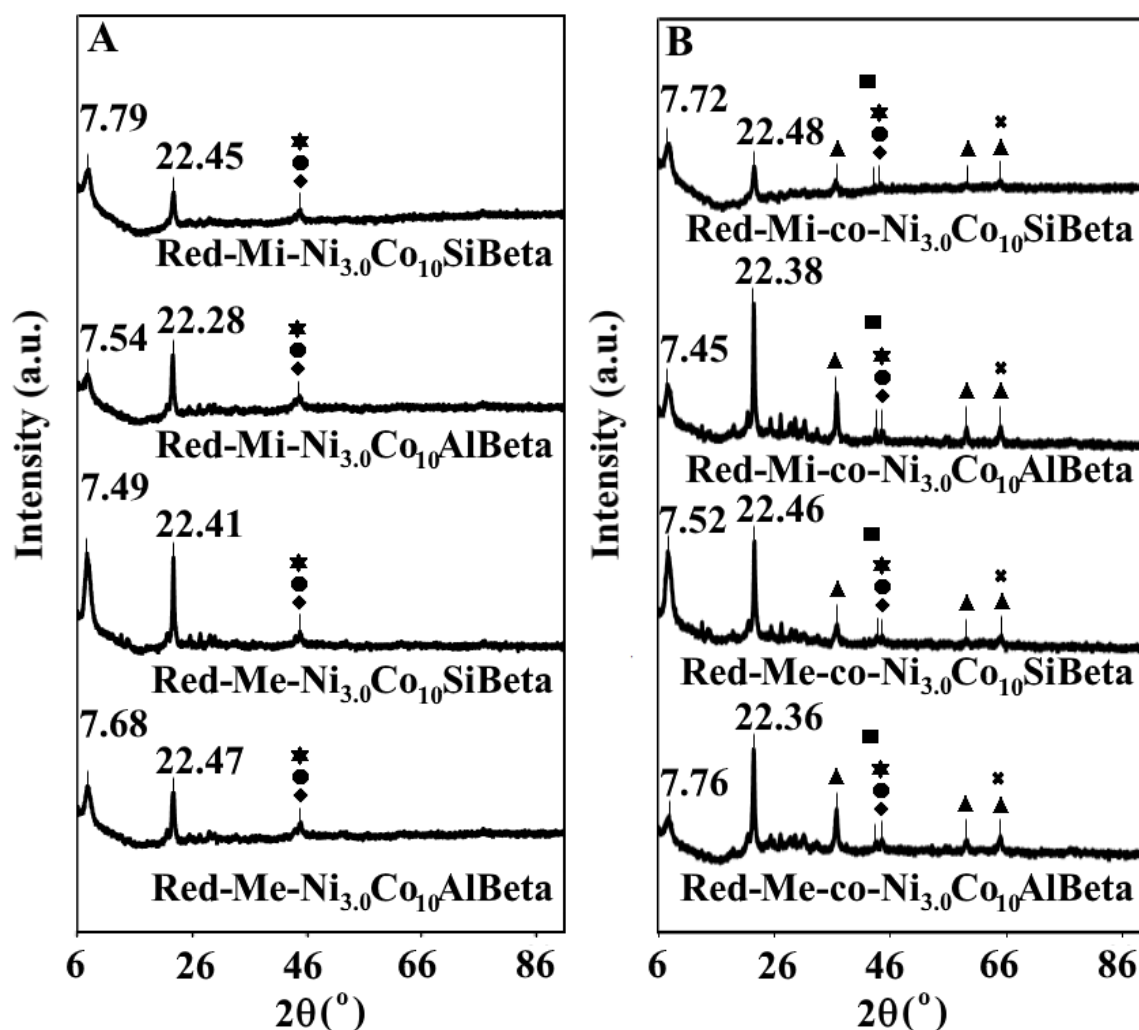 A
Intensity (a.u.)
7.79
22.45
Red-Mi-Ni3.0Co10SiBeta
7.54
22.28
Red-Mi-Ni3.0Co10AlBeta
7.49
22.41
Red-Me-Ni3.0Co10SiBeta
7.68
22.47
Red-Me-Ni3.0Co10AlBeta
6 26 46 66 86
2θ(°)
B
Intensity (a.u.)
7.72
22.48
Red-Mi-co-Ni3.0Co10SiBeta
22.38
7.45
Red-Mi-co-Ni3.0Co10AlBeta
7.52
22.46
Red-Me-co-Ni3.0Co10SiBeta
22.36
7.76
Red-Me-co-Ni3.0Co10AlBeta
6 26 46 66 86
2θ(°)